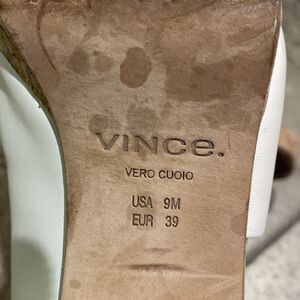 VINCe.
VERO CUOIO
USA 9M
EUR 39